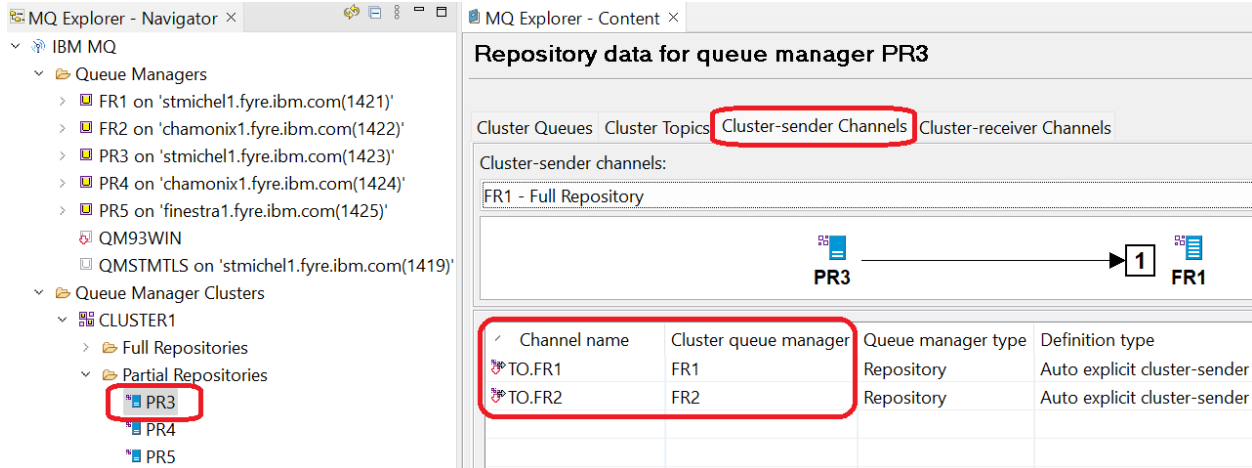 MQ Explorer - Navigator
IBM MQ
Queue Managers
FR1 on 'stmichel1.fyre.ibm.com(1421)'
FR2 on 'chamonix1.fyre.ibm.com(1422)'
PR3 on 'stmichel1.fyre.ibm.com(1423)'
PR4 on 'chamonix1.fyre.ibm.com(1424)'
PR5 on 'finestra1.fyre.ibm.com(1425)'
QM93WIN
QMSTMTLS on 'stmichel1.fyre.ibm.com(1419)'
Queue Manager Clusters
CLUSTER1
Full Repositories
Partial Repositories
PR3
PR4
PR5
MQ Explorer - Content
Repository data for queue manager PR3
Cluster Queues Cluster Topics Cluster-sender Channels Cluster-receiver Channels
Cluster-sender channels:
FR1 - Full Repository
1
PR3 FR1
Channel name Cluster queue manager Queue manager type Definition type
TO.FR1 FR1 Repository Auto explicit cluster-sender
TO.FR2 FR2 Repository Auto explicit cluster-sender